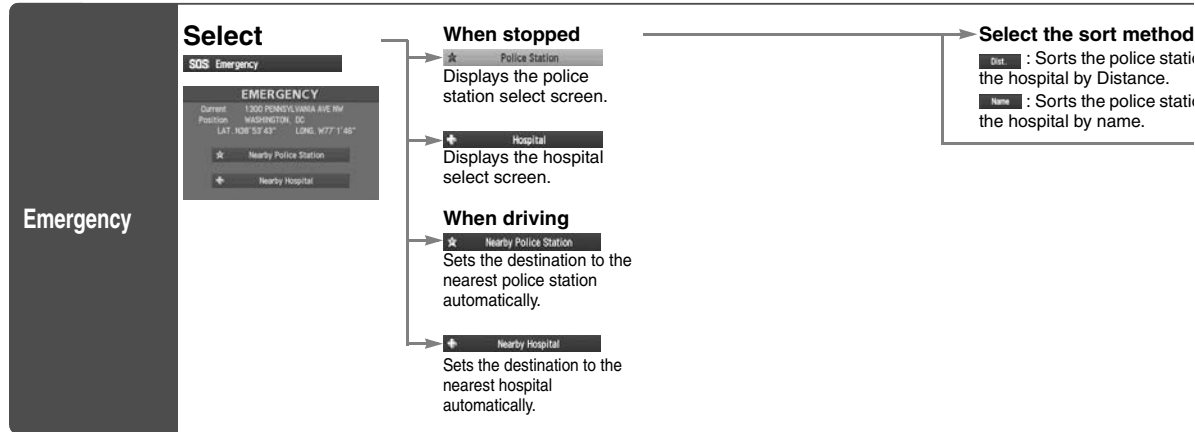 Emergency
Select
SOS Emergency
EMERGENCY
Current 1300 PENNSYLVANIA AVE NW
Position WASHINGTON, DC
LAT. N38°53'43" LONG. W77°1'46"
Nearby Police Station
Nearby Hospital
When stopped
Police Station
Displays the police
station select screen.
Hospital
Displays the hospital
select screen.
When driving
Nearby Police Station
Sets the destination to the
nearest police station
automatically.
Nearby Hospital
Sets the destination to the
nearest hospital
automatically.
Select the sort method
Dist. : Sorts the police
the hospital by Distance.
Name : Sorts the police
the hospital by name.